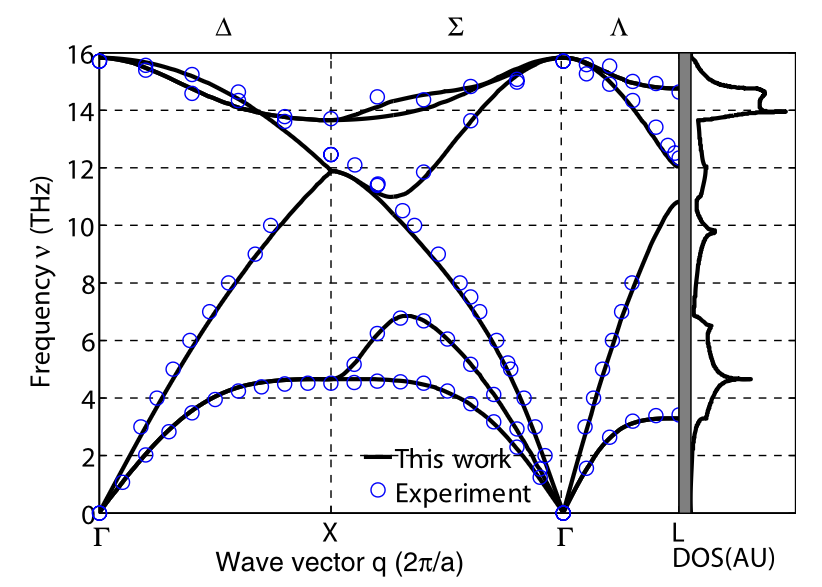 Δ Σ Λ
16
14
12
10
8
6
4
2
0
Frequency ν (THz)
This work
Experiment
Γ X Γ L
Wave vector q (2π/a)
DOS(AU)